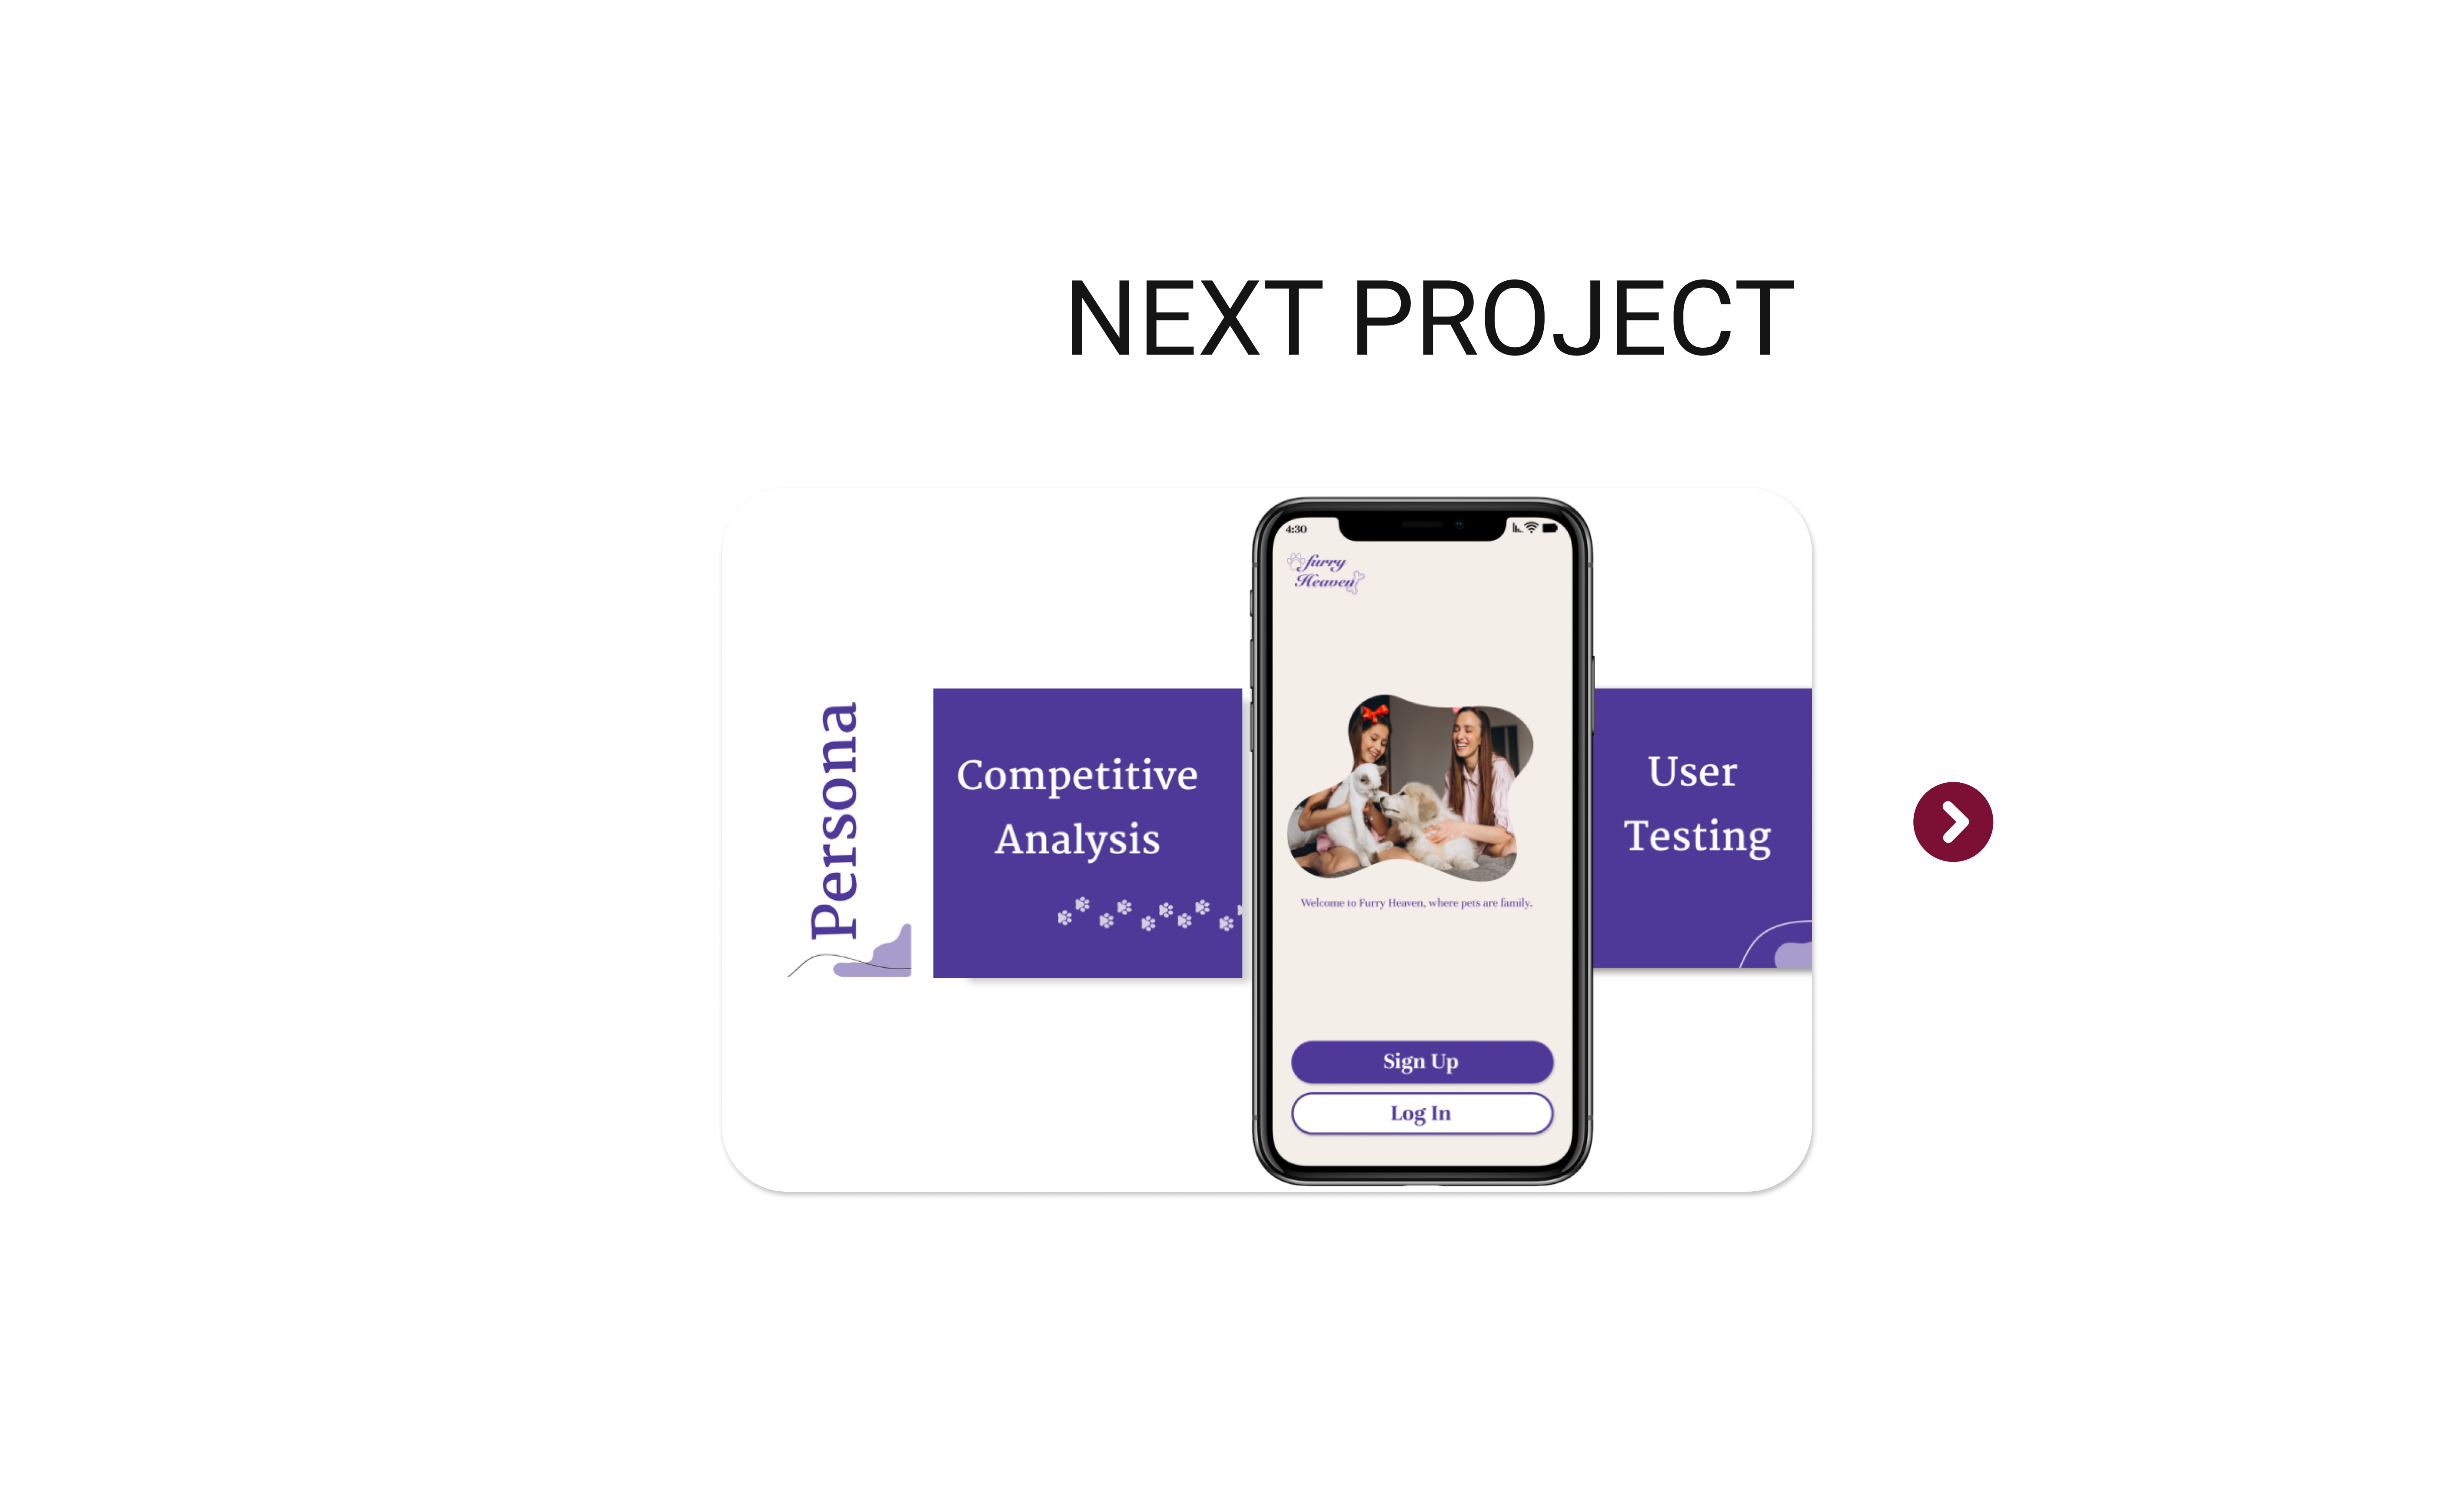 NEXT PROJECT
Persona
Competitive
Analysis
4:30
furry
Heaven
Welcome to Furry Heaven, where pets are family.
Sign Up
Log In
User
Testing